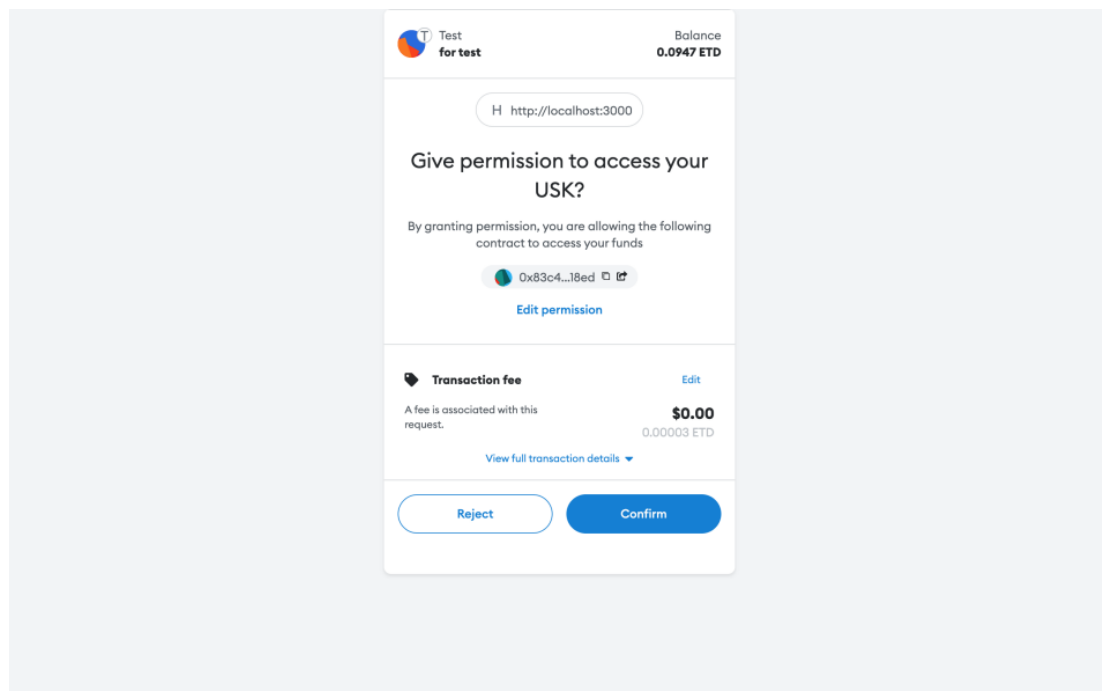 T Test
for test
Balance
0.0947 ETD
H http://localhost:3000
Give permission to access your
USK?
By granting permission, you are allowing the following
contract to access your funds
0x83c4...18ed
Edit permission
Transaction fee
Edit
A fee is associated with this
request.
$0.00
0.00003 ETD
View full transaction details
Reject
Confirm